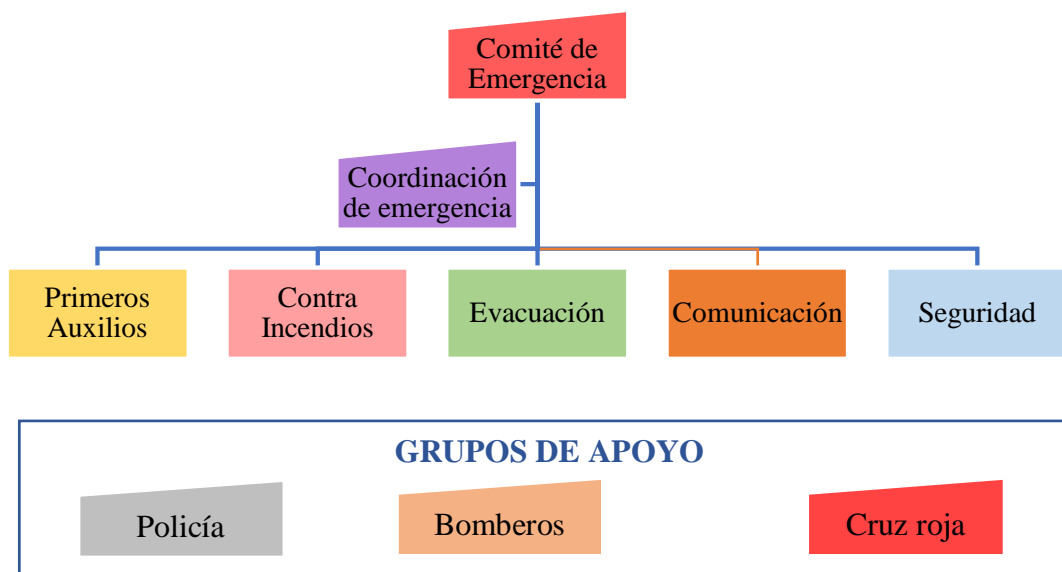 Comité de
Emergencia
Coordinación
de emergencia
Primeros
Auxilios
Contra
Incendios
Evacuación
Comunicación
Seguridad
GRUPOS DE APOYO
Policía
Bomberos
Cruz roja